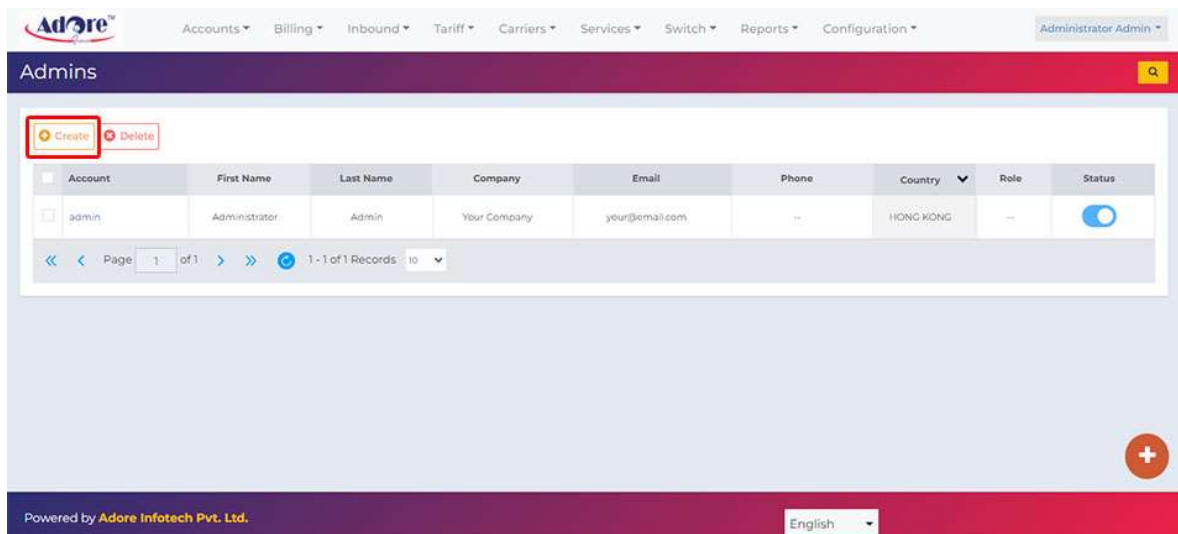 Adore™
Accounts Billing Inbound Tariff Carriers Services Switch Reports Configuration Administrator Admin
Admins
Create Delete
Account First Name Last Name Company Email Phone Country Role Status
admin Administrator Admin Your Company your@email.com -- HONG KONG --
Page 1 of 1 1 - 1 of 1 Records 10
Powered by Adore Infotech Pvt. Ltd.
English